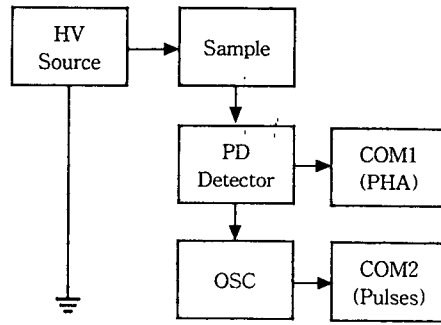 HV
Source
Sample
PD
Detector
COM1
(PHA)
OSC
COM2
(Pulses)